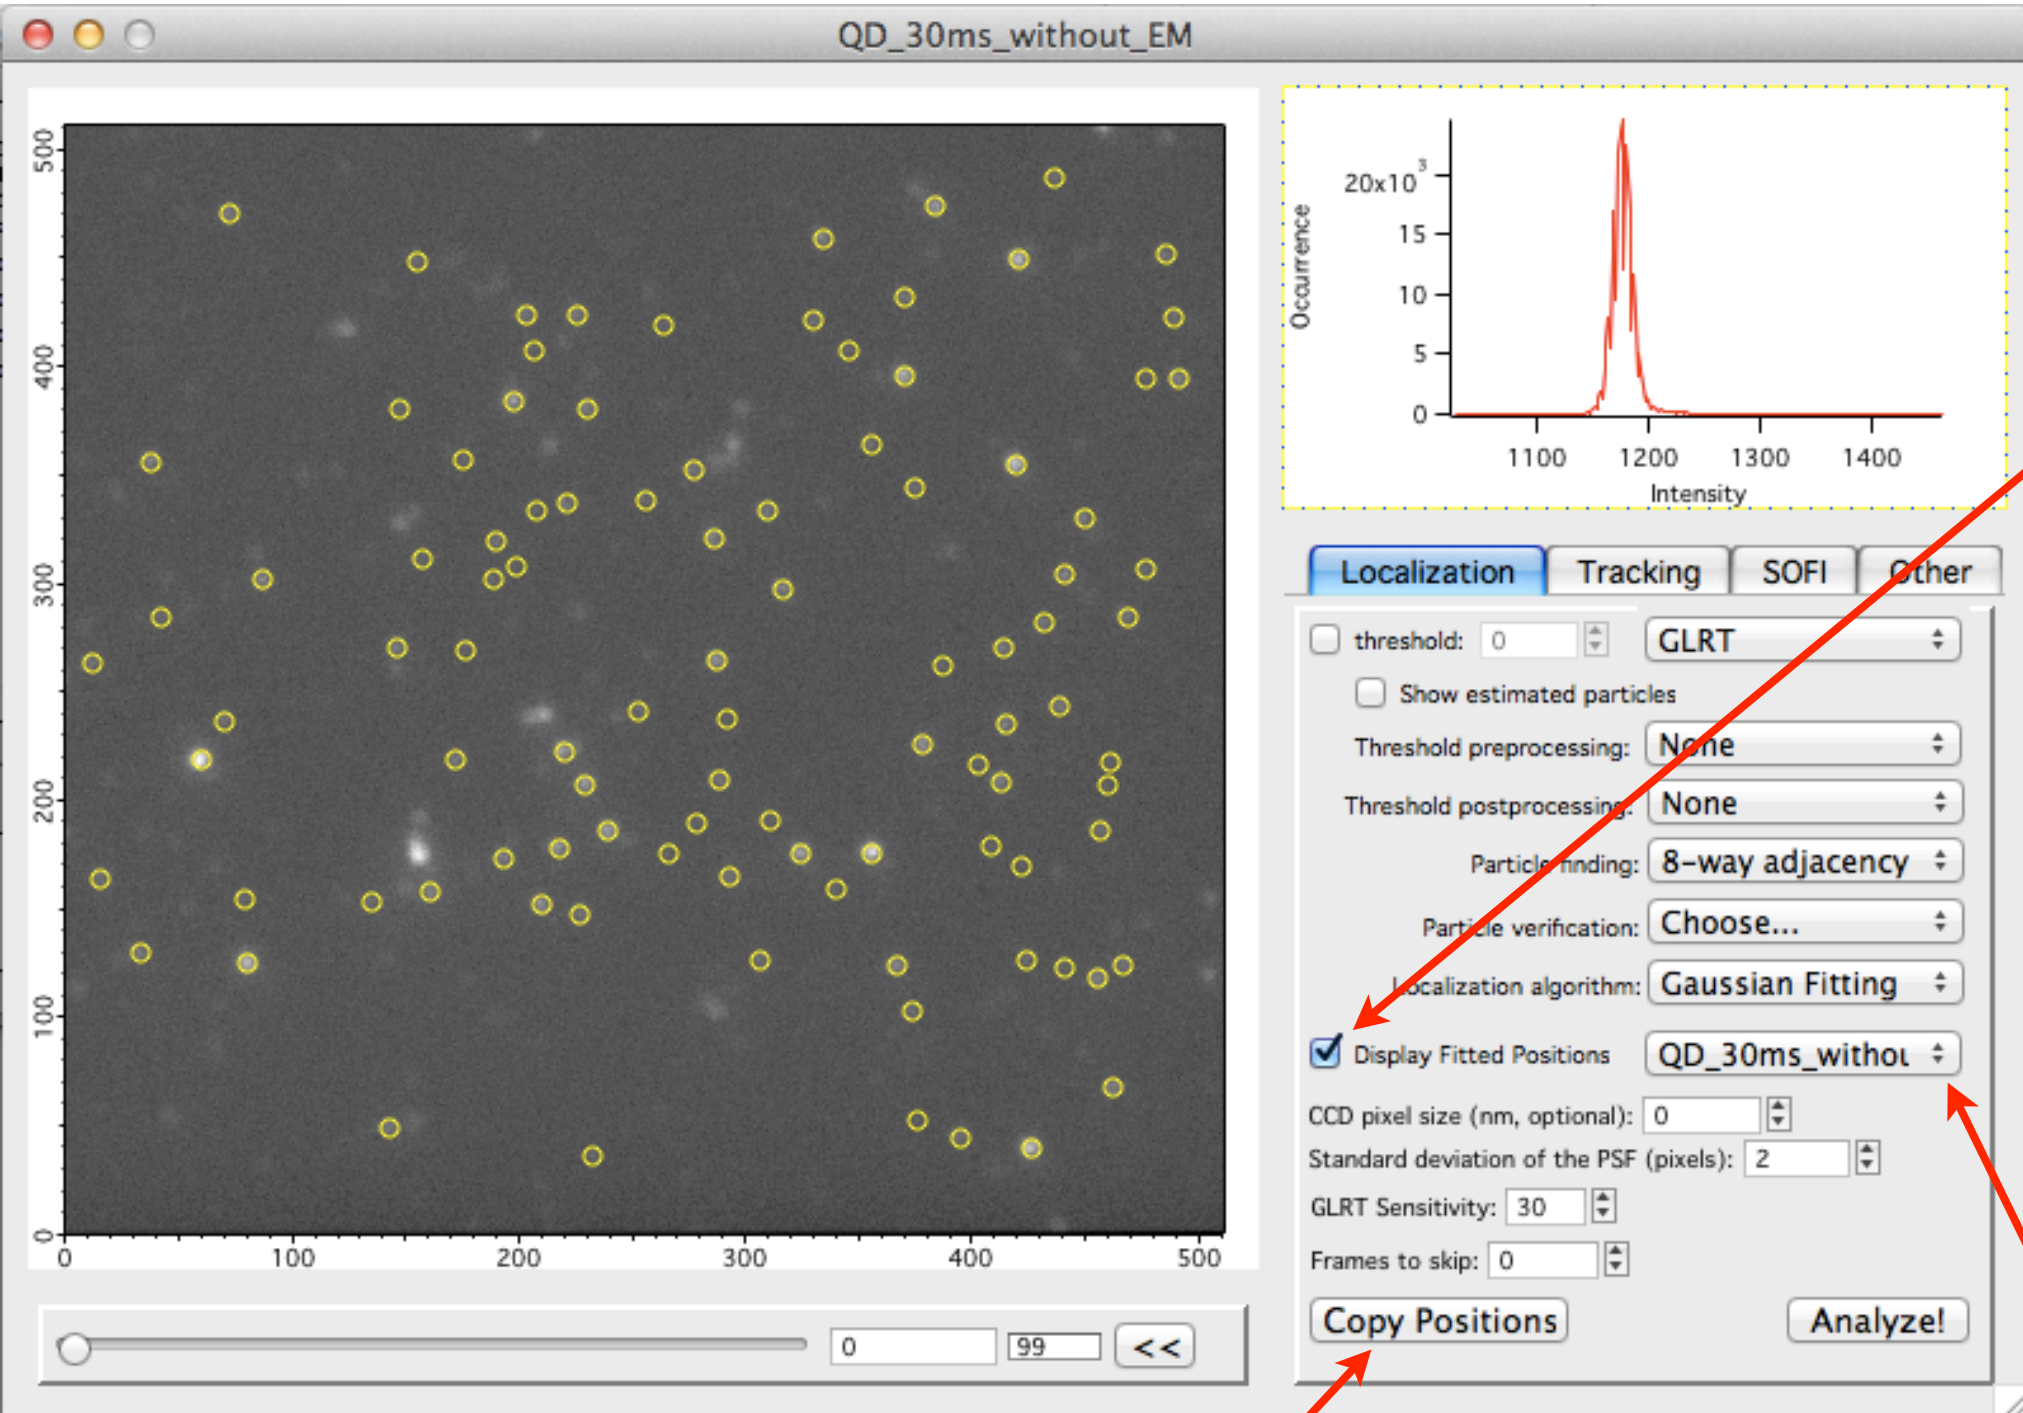 QD_30ms_without_EM
500
400
300
200
100
0
0 100 200 300 400 500
0 99 <<
Occurrence
20x10³
15
10
5
0
1100 1200 1300 1400
Intensity
Localization Tracking SOFI Other
threshold: 0 GLRT
Show estimated particles
Threshold preprocessing: None
Threshold postprocessing: None
Particle finding: 8-way adjacency
Particle verification: Choose...
Localization algorithm: Gaussian Fitting
Display Fitted Positions QD_30ms_withou
CCD pixel size (nm, optional): 0
Standard deviation of the PSF (pixels): 2
GLRT Sensitivity: 30
Frames to skip: 0
Copy Positions Analyze!